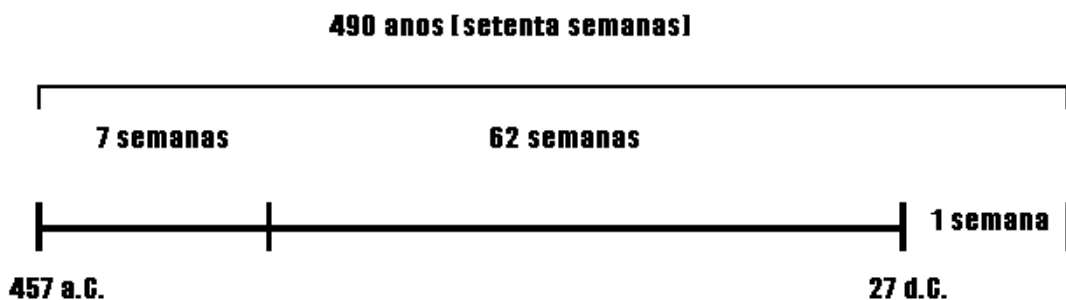 490 anos [setenta semanas]
7 semanas 62 semanas
1 semana
457 a.C. 27 d.C.